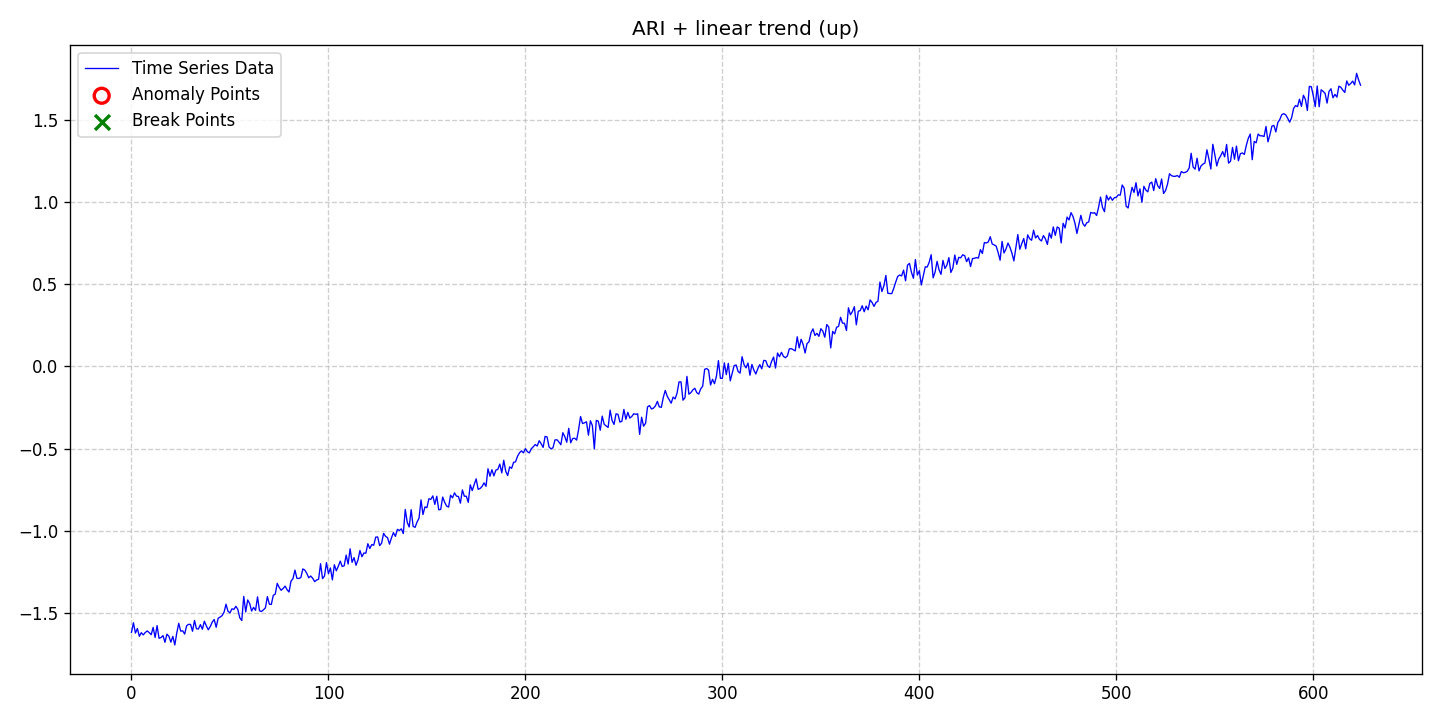 ARI + linear trend (up)
Time Series Data
Anomaly Points
Break Points
1.5
1.0
0.5
0.0
−0.5
−1.0
−1.5
0 100 200 300 400 500 600